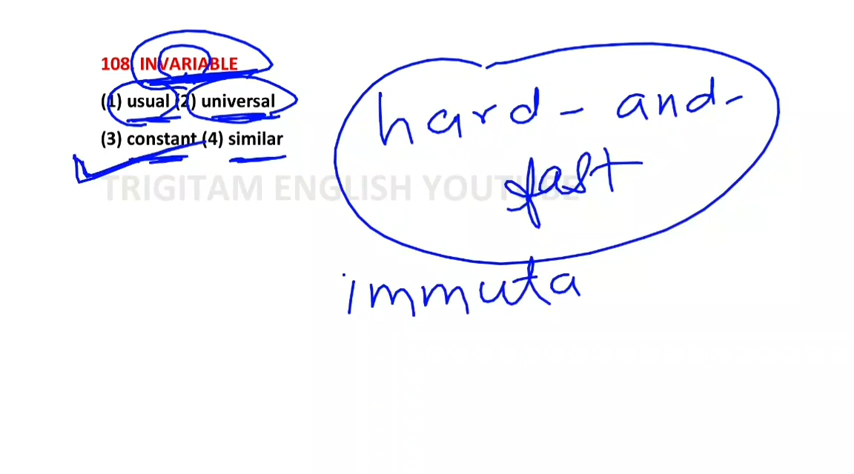 108 INVARIABLE
(1) usual (2) universal
(3) constant (4) similar
TRIGITAM ENGLISH YOUTUBE
hard-and-
fast
immuta